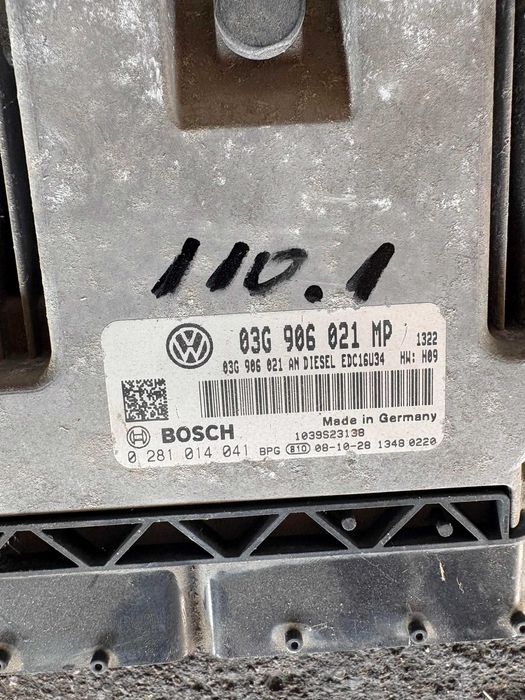 110.1
03G 906 021 MP 1322
03G 906 021 AN DIESEL EDC16U34 HW: H09
Made in Germany
BOSCH 1039S23138
0 281 014 041 BPG 810 08-10-28 1348 0220